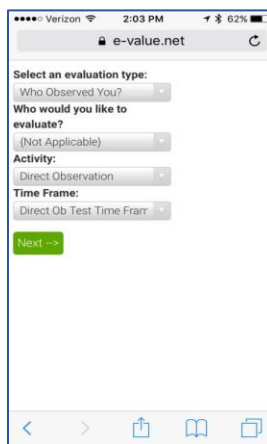 Verizon 2:03 PM 62%
e-value.net
Select an evaluation type:
Who Observed You?
Who would you like to
evaluate?
{Not Applicable}
Activity:
Direct Observation
Time Frame:
Direct Ob Test Time Fram
Next -->